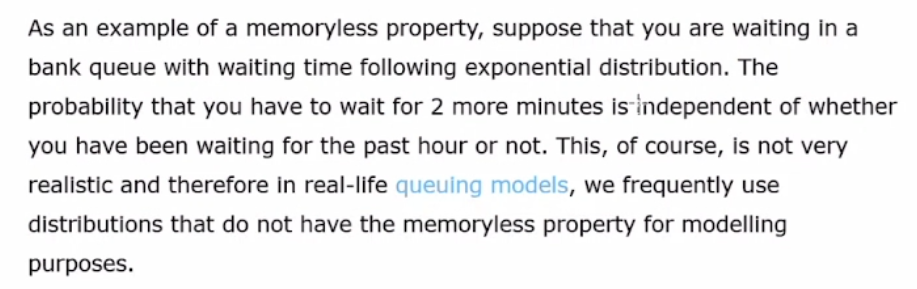 As an example of a memoryless property, suppose that you are waiting in a
bank queue with waiting time following exponential distribution. The
probability that you have to wait for 2 more minutes is independent of whether
you have been waiting for the past hour or not. This, of course, is not very
realistic and therefore in real-life queuing models, we frequently use
distributions that do not have the memoryless property for modelling
purposes.